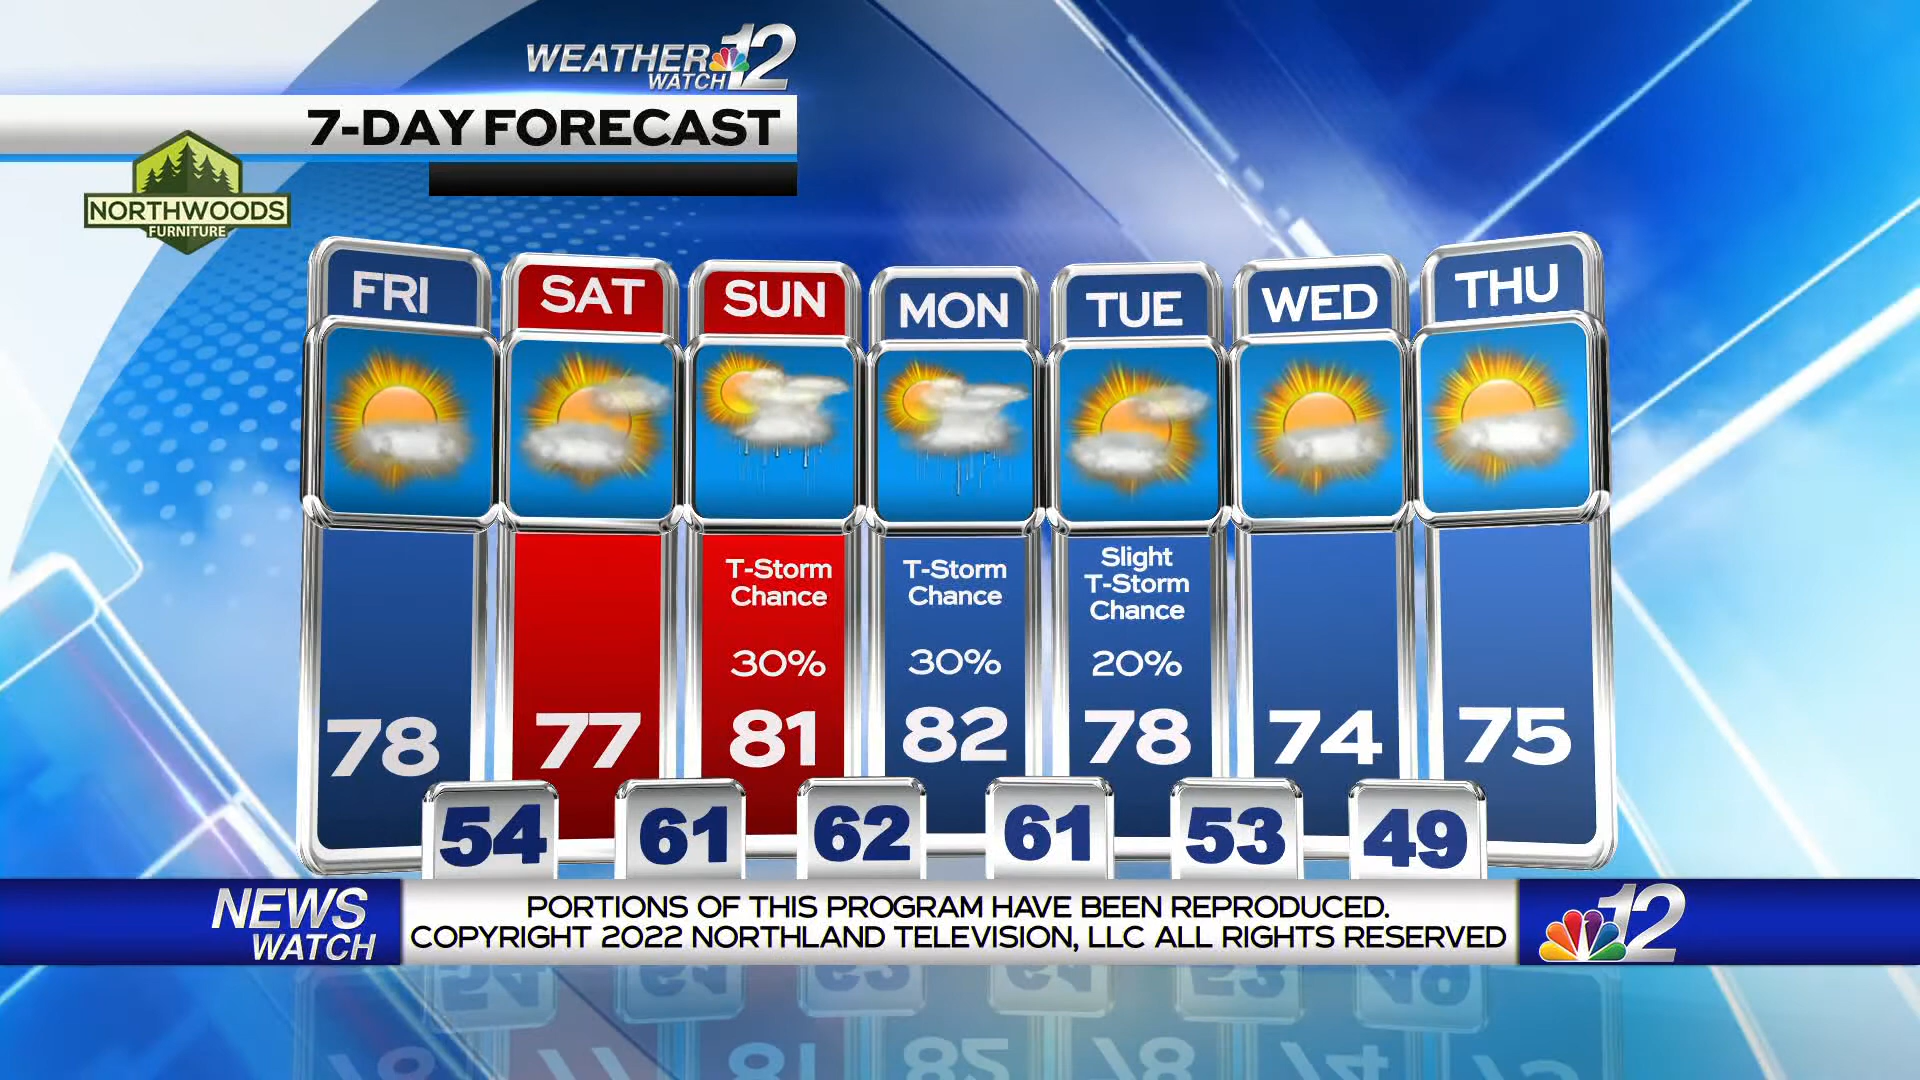 WEATHER 12
WATCH
7-DAY FORECAST
NORTHWOODS
FURNITURE
FRI
SAT
SUN
MON
TUE
WED
THU
T-Storm
Chance
30%
T-Storm
Chance
30%
Slight
T-Storm
Chance
20%
78
77
81
82
78
74
75
54
61
62
61
53
49
NEWS
WATCH
PORTIONS OF THIS PROGRAM HAVE BEEN REPRODUCED.
COPYRIGHT 2022 NORTHLAND TELEVISION, LLC ALL RIGHTS RESERVED
12